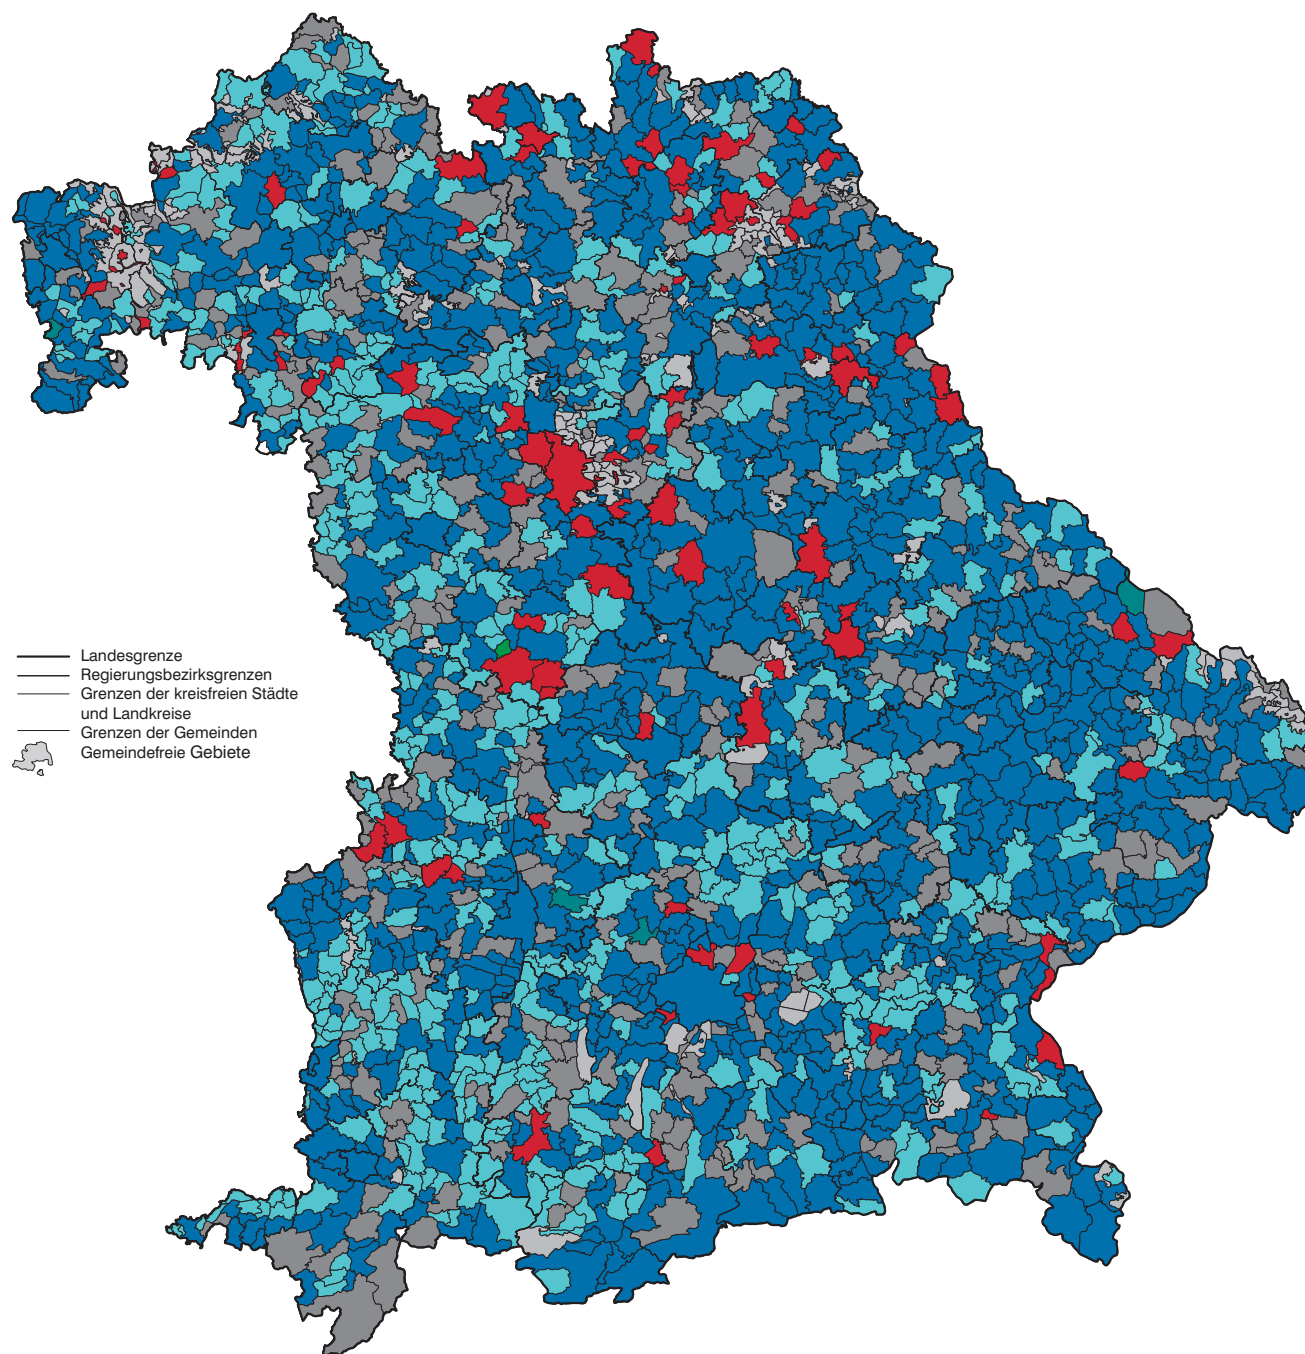 Landesgrenze
Regierungsbezirksgrenzen
Grenzen der kreisfreien Städte
und Landkreise
Grenzen der Gemeinden
Gemeindefreie Gebiete